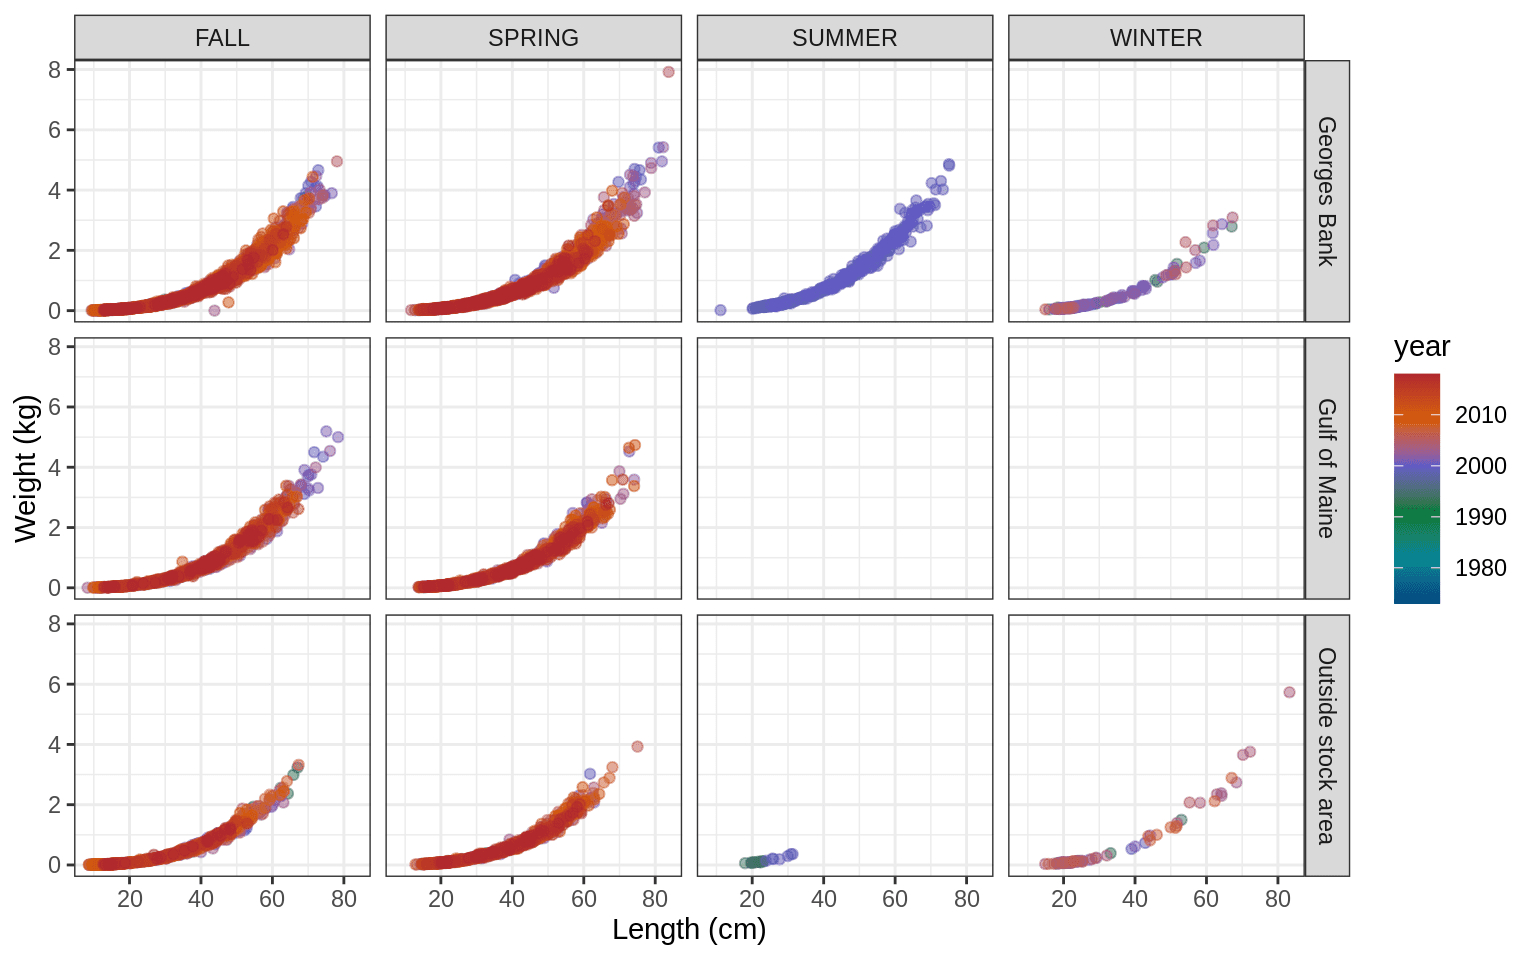 FALL SPRING SUMMER WINTER
8
6
4
2
0
Georges Bank
8
6
4
2
0
Gulf of Maine
8
6
4
2
0
Outside stock area
20 40 60 80 20 40 60 80 20 40 60 80 20 40 60 80
Length (cm)
Weight (kg)
year
2010
2000
1990
1980